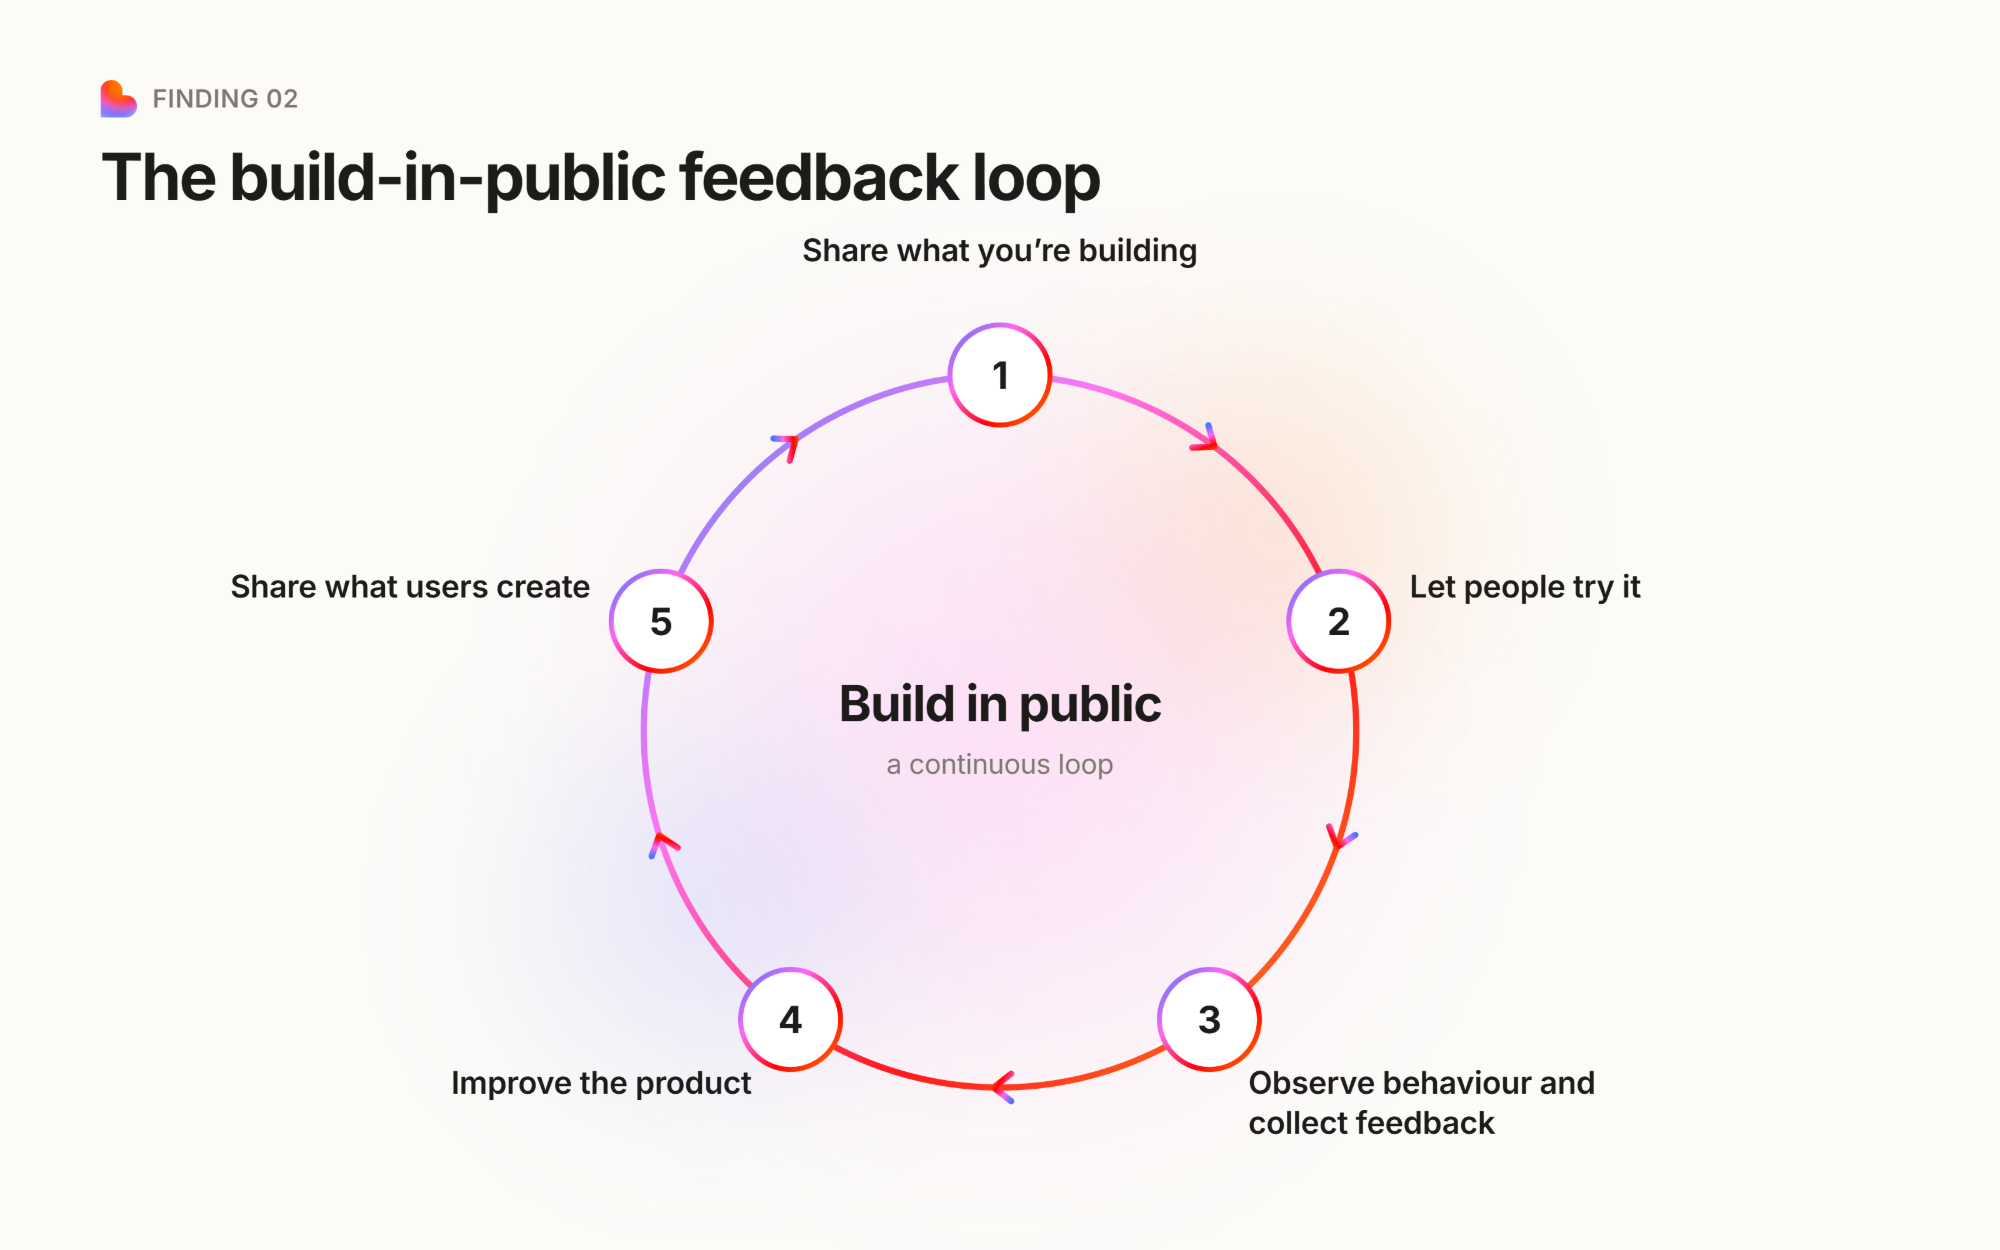 FINDING 02
The build-in-public feedback loop
Share what you’re building
1
Let people try it
2
Observe behaviour and
collect feedback
3
Improve the product
4
Share what users create
5
Build in public
a continuous loop